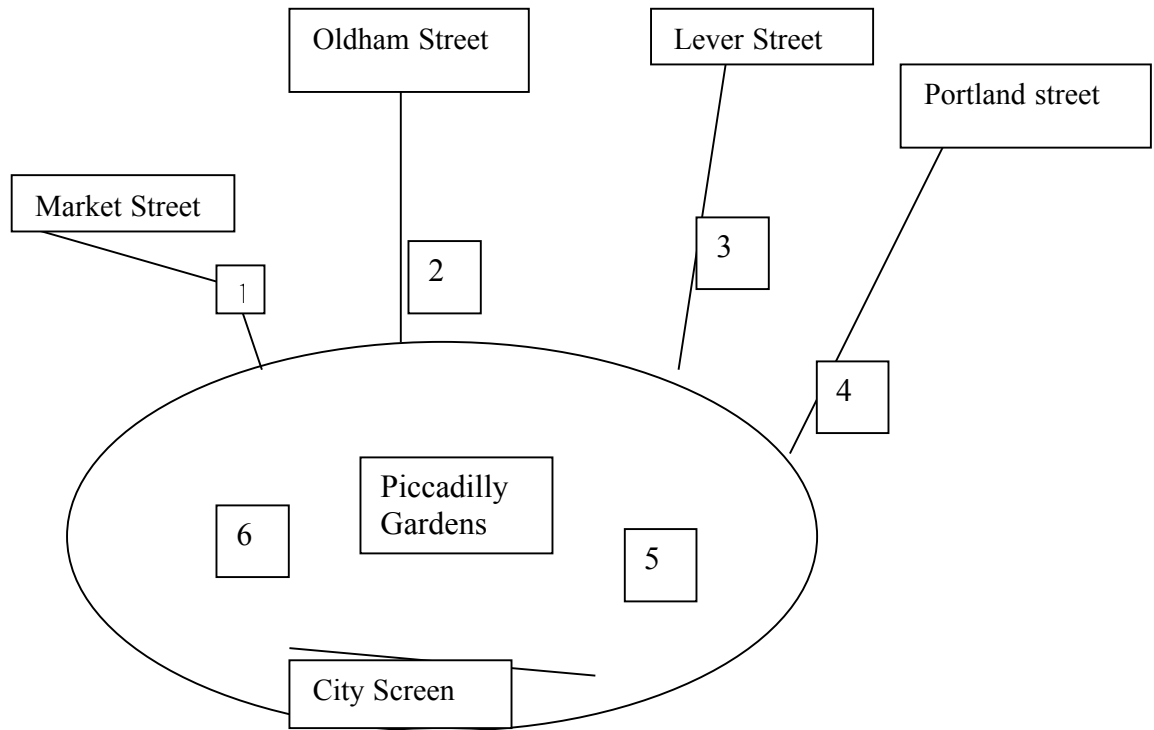 Oldham Street
Lever Street
Portland street
Market Street
1
2
3
4
Piccadilly
Gardens
6
5
City Screen